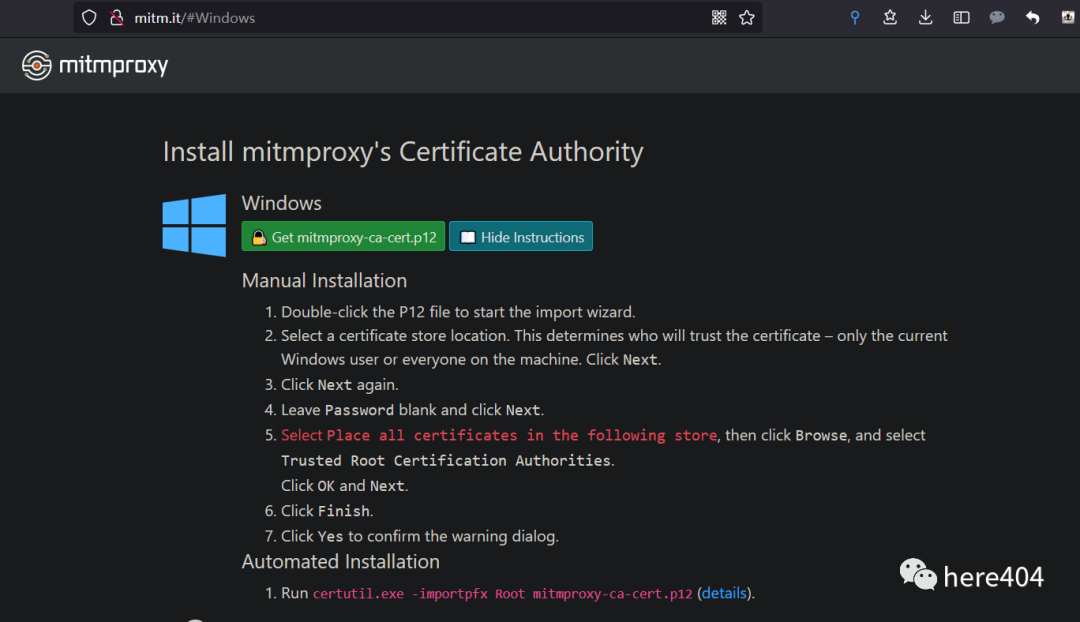 mitm.it/#Windows
mitmproxy
Install mitmproxy's Certificate Authority
Windows
Get mitmproxy-ca-cert.p12 Hide Instructions
Manual Installation
1. Double-click the P12 file to start the import wizard.
2. Select a certificate store location. This determines who will trust the certificate – only the current
Windows user or everyone on the machine. Click Next.
3. Click Next again.
4. Leave Password blank and click Next.
5. Select Place all certificates in the following store, then click Browse, and select
Trusted Root Certification Authorities.
Click OK and Next.
6. Click Finish.
7. Click Yes to confirm the warning dialog.
Automated Installation
1. Run certutil.exe -importpfx Root mitmproxy-ca-cert.p12 (details).
here404